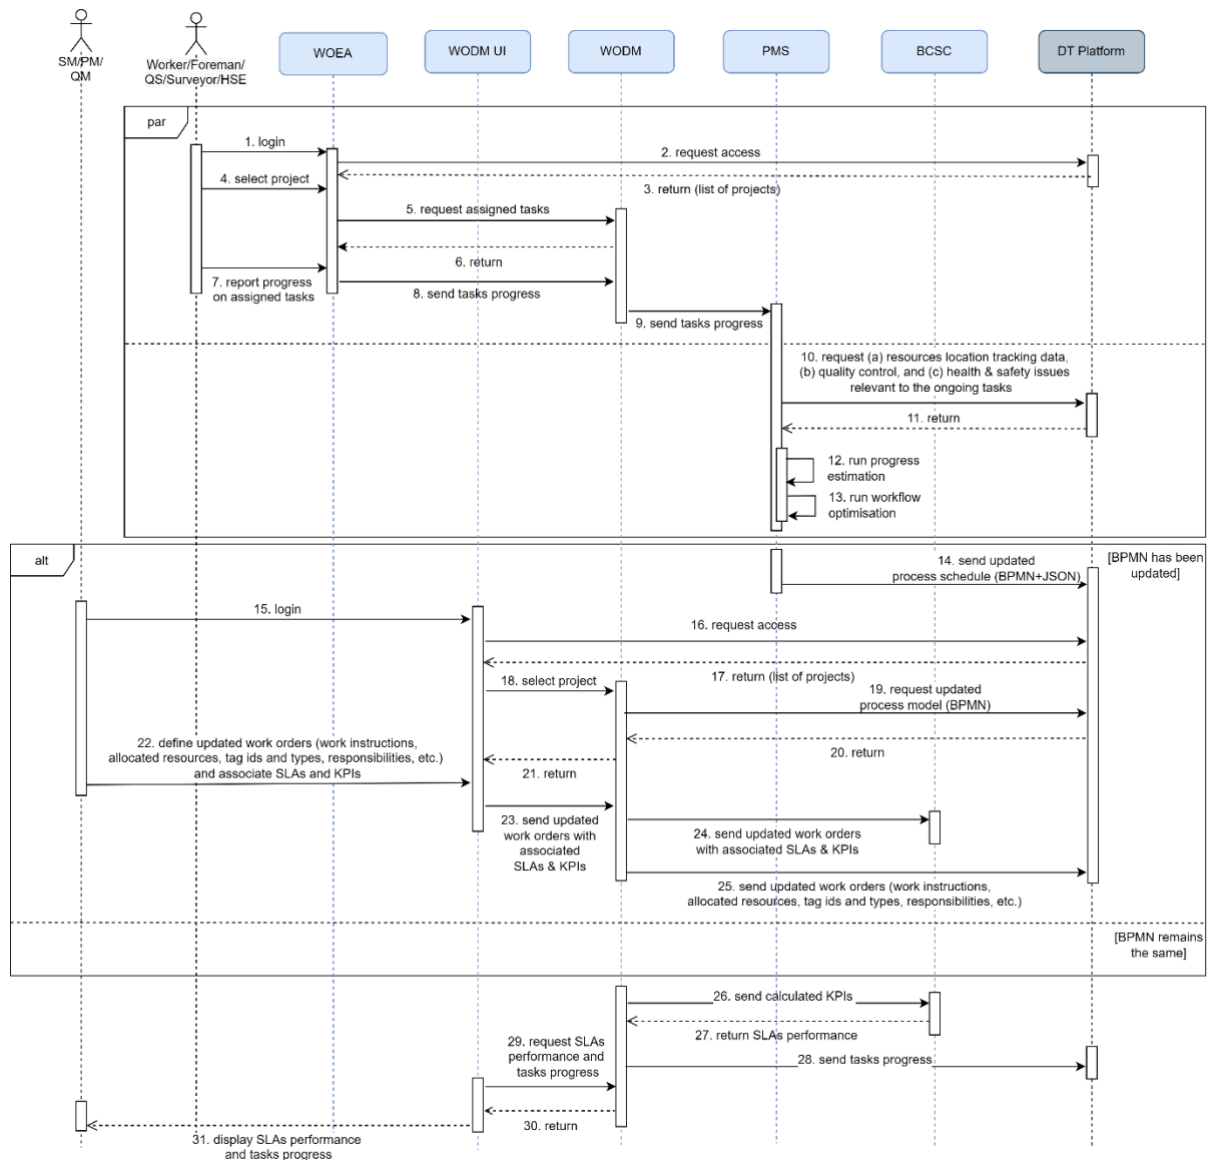 SM/PM/
QM
Worker/Foreman/
QS/Surveyor/HSE
WOEA
WODM UI
WODM
PMS
BCSC
DT Platform
par
1. login
2. request access
3. return (list of projects)
4. select project
5. request assigned tasks
6. return
7. report progress
on assigned tasks
8. send tasks progress
9. send tasks progress
10. request (a) resources location tracking data,
(b) quality control, and (c) health & safety issues
relevant to the ongoing tasks
11. return
12. run progress
estimation
13. run workflow
optimisation
alt
[BPMN has been
updated]
14. send updated
process schedule (BPMN+JSON)
15. login
16. request access
17. return (list of projects)
18. select project
19. request updated
process model (BPMN)
20. return
21. return
22. define updated work orders (work instructions,
allocated resources, tag ids and types, responsibilities, etc.)
and associate SLAs and KPIs
23. send updated
work orders with
associated
SLAs & KPIs
24. send updated work orders
with associated SLAs & KPIs
25. send updated work orders (work instructions,
allocated resources, tag ids and types, responsibilities, etc.)
[BPMN remains
the same]
26. send calculated KPIs
27. return SLAs performance
28. send tasks progress
29. request SLAs
performance and
tasks progress
30. return
31. display SLAs performance
and tasks progress